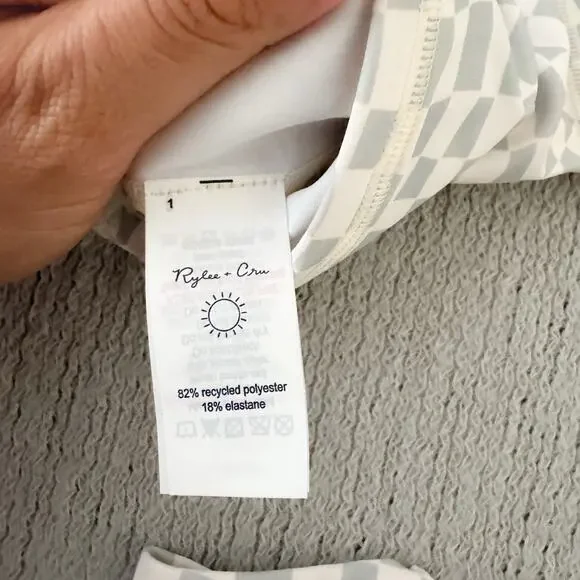 1
Rylee + Cru
82% recycled polyester
18% elastane